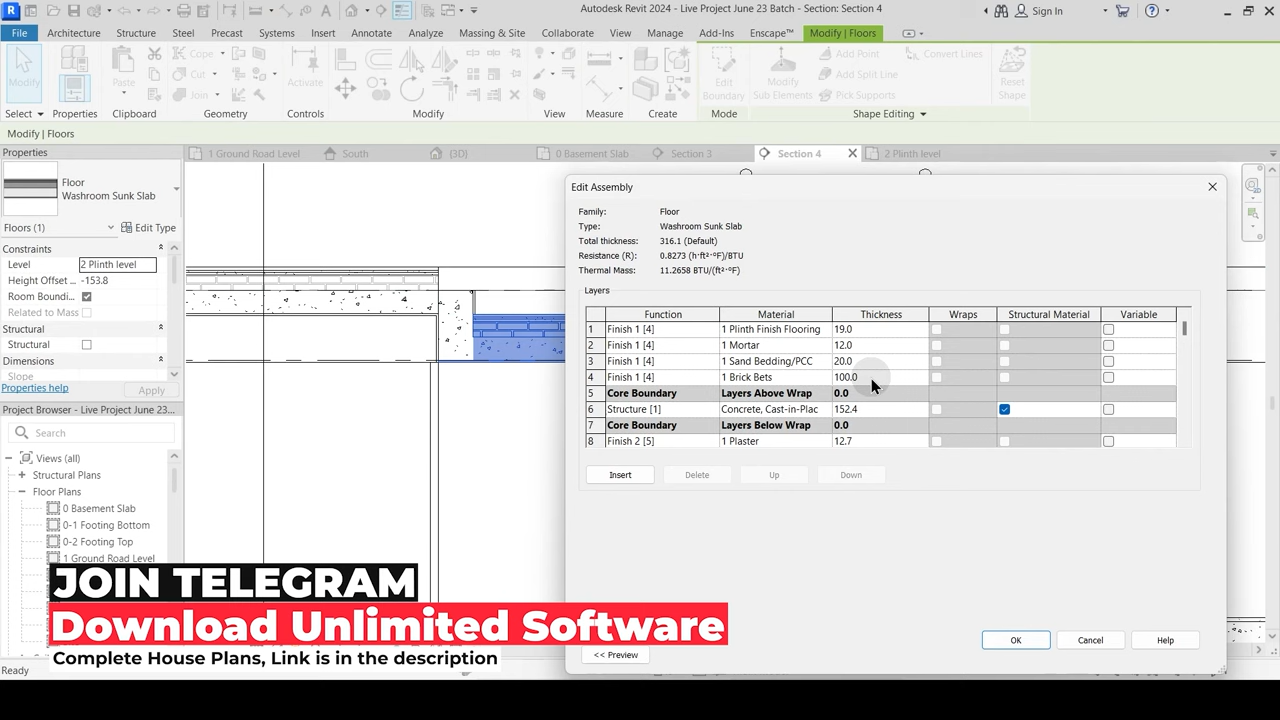 Autodesk Revit 2024 - Live Project June 23 Batch - Section: Section 4
Sign In
File Architecture Structure Steel Precast Systems Insert Annotate Analyze Massing & Site Collaborate View Manage Add-Ins Enscape™ Modify | Floors
Modify
Paste
Cope
Cut
Join
Activate
Edit
Boundary
Modify
Sub Elements
Add Point
Add Split Line
Pick Supports
Convert Lines
Reset
Shape
Select Properties Clipboard Geometry Controls Modify View Measure Create Mode Shape Editing
Modify | Floors
Properties
1 Ground Road Level South (3D) 0 Basement Slab Section 3 Section 4 2 Plinth level
Floor
Washroom Sunk Slab
Floors (1) Edit Type
Constraints
Level 2 Plinth level
Height Offset ... -153.8
Room Boundi...
Related to Mass
Structural
Structural
Dimensions
Slope
Properties help Apply
Project Browser - Live Project June 23 Batch
Search
Views (all)
Structural Plans
Floor Plans
0 Basement Slab
0-1 Footing Bottom
0-2 Footing Top
1 Ground Road Level
Edit Assembly
Family: Floor
Type: Washroom Sunk Slab
Total thickness: 316.1 (Default)
Resistance (R): 0.8273 (h·ft²·°F)/BTU
Thermal Mass: 11.2658 BTU/(ft²·°F)
Layers
Function Material Thickness Wraps Structural Material Variable
1 Finish 1 [4] 1 Plinth Finish Flooring 19.0
2 Finish 1 [4] 1 Mortar 12.0
3 Finish 1 [4] 1 Sand Bedding/PCC 20.0
4 Finish 1 [4] 1 Brick Bets 100.0
5 Core Boundary Layers Above Wrap 0.0
6 Structure [1] Concrete, Cast-in-Plac 152.4
7 Core Boundary Layers Below Wrap 0.0
8 Finish 2 [5] 1 Plaster 12.7
Insert Delete Up Down
<< Preview OK Cancel Help
JOIN TELEGRAM
Download Unlimited Software
Complete House Plans, Link is in the description
Ready